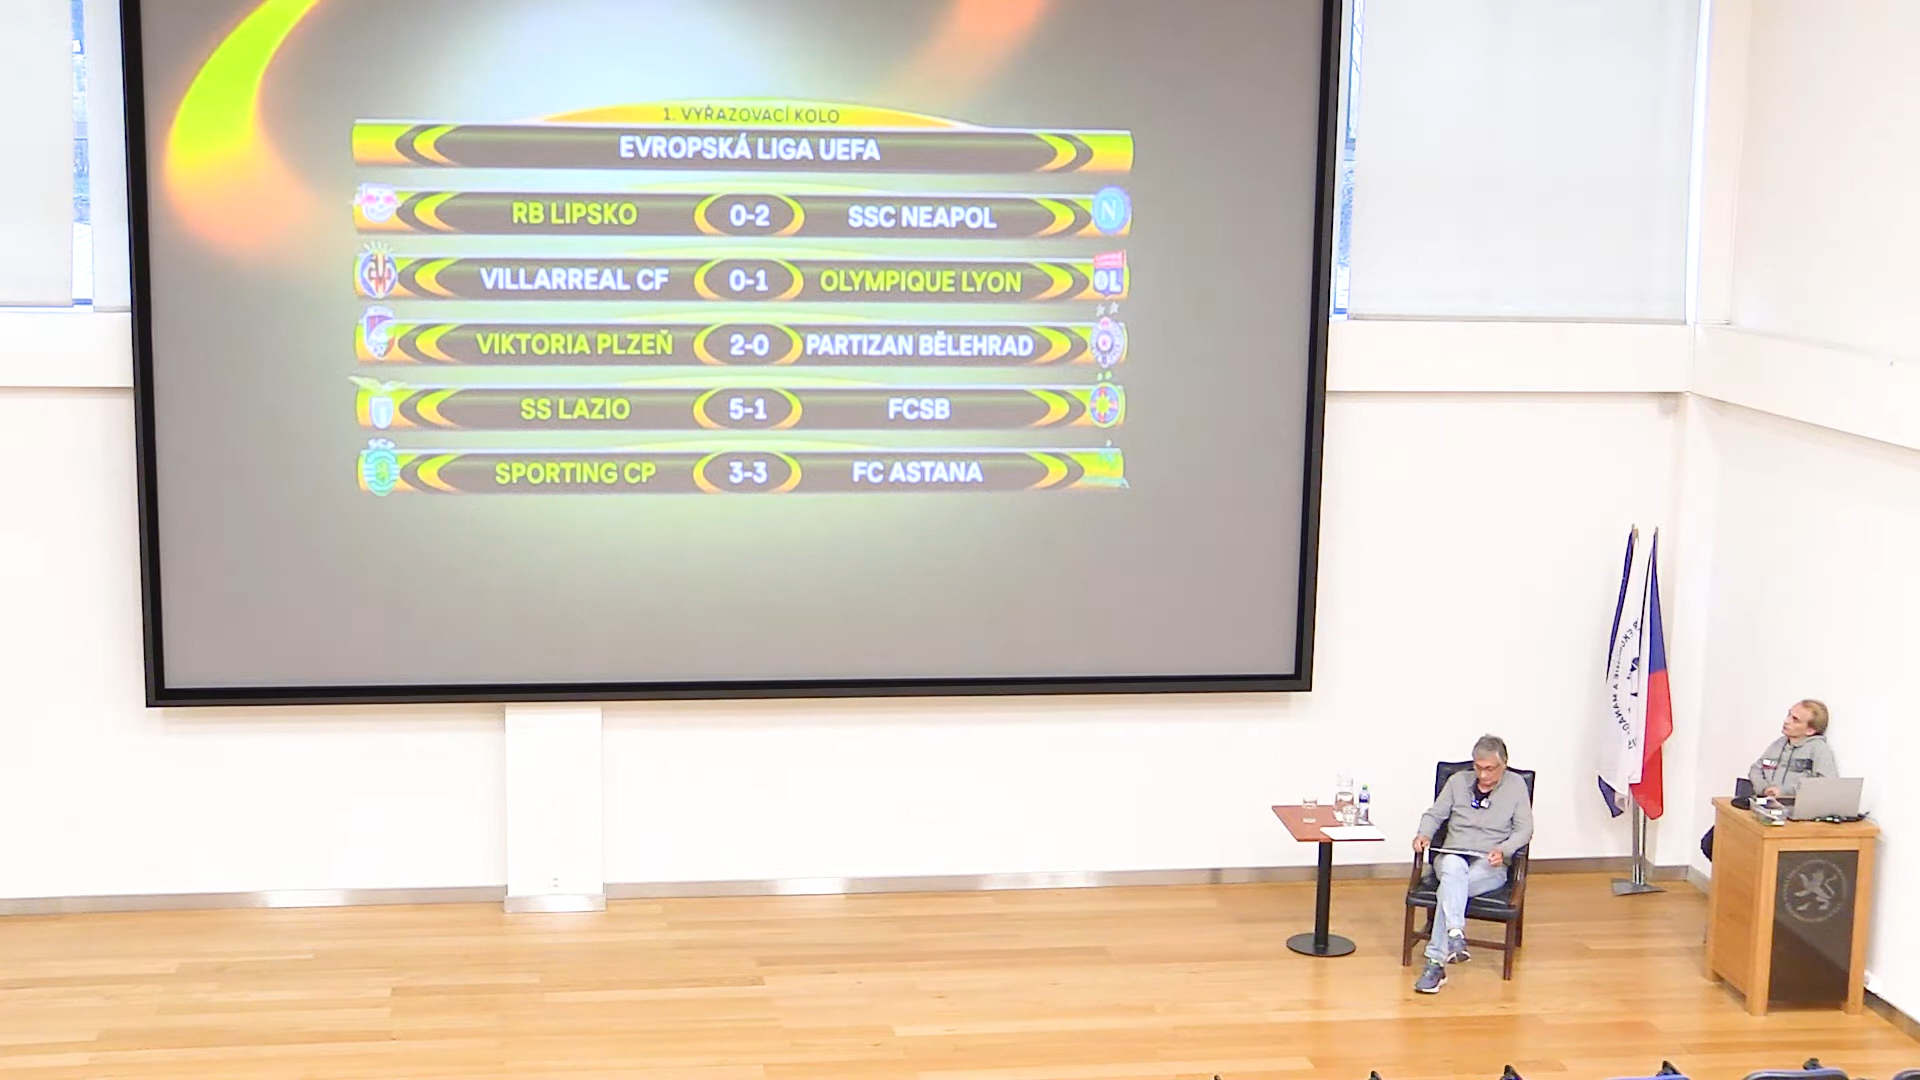 1. VYŘAZOVACÍ KOLO
EVROPSKÁ LIGA UEFA
RB LIPSKO 0-2 SSC NEAPOL
VILLARREAL CF 0-1 OLYMPIQUE LYON
VIKTORIA PLZEŇ 2-0 PARTIZAN BĚLEHRAD
SS LAZIO 5-1 FCSB
SPORTING CP 3-3 FC ASTANA